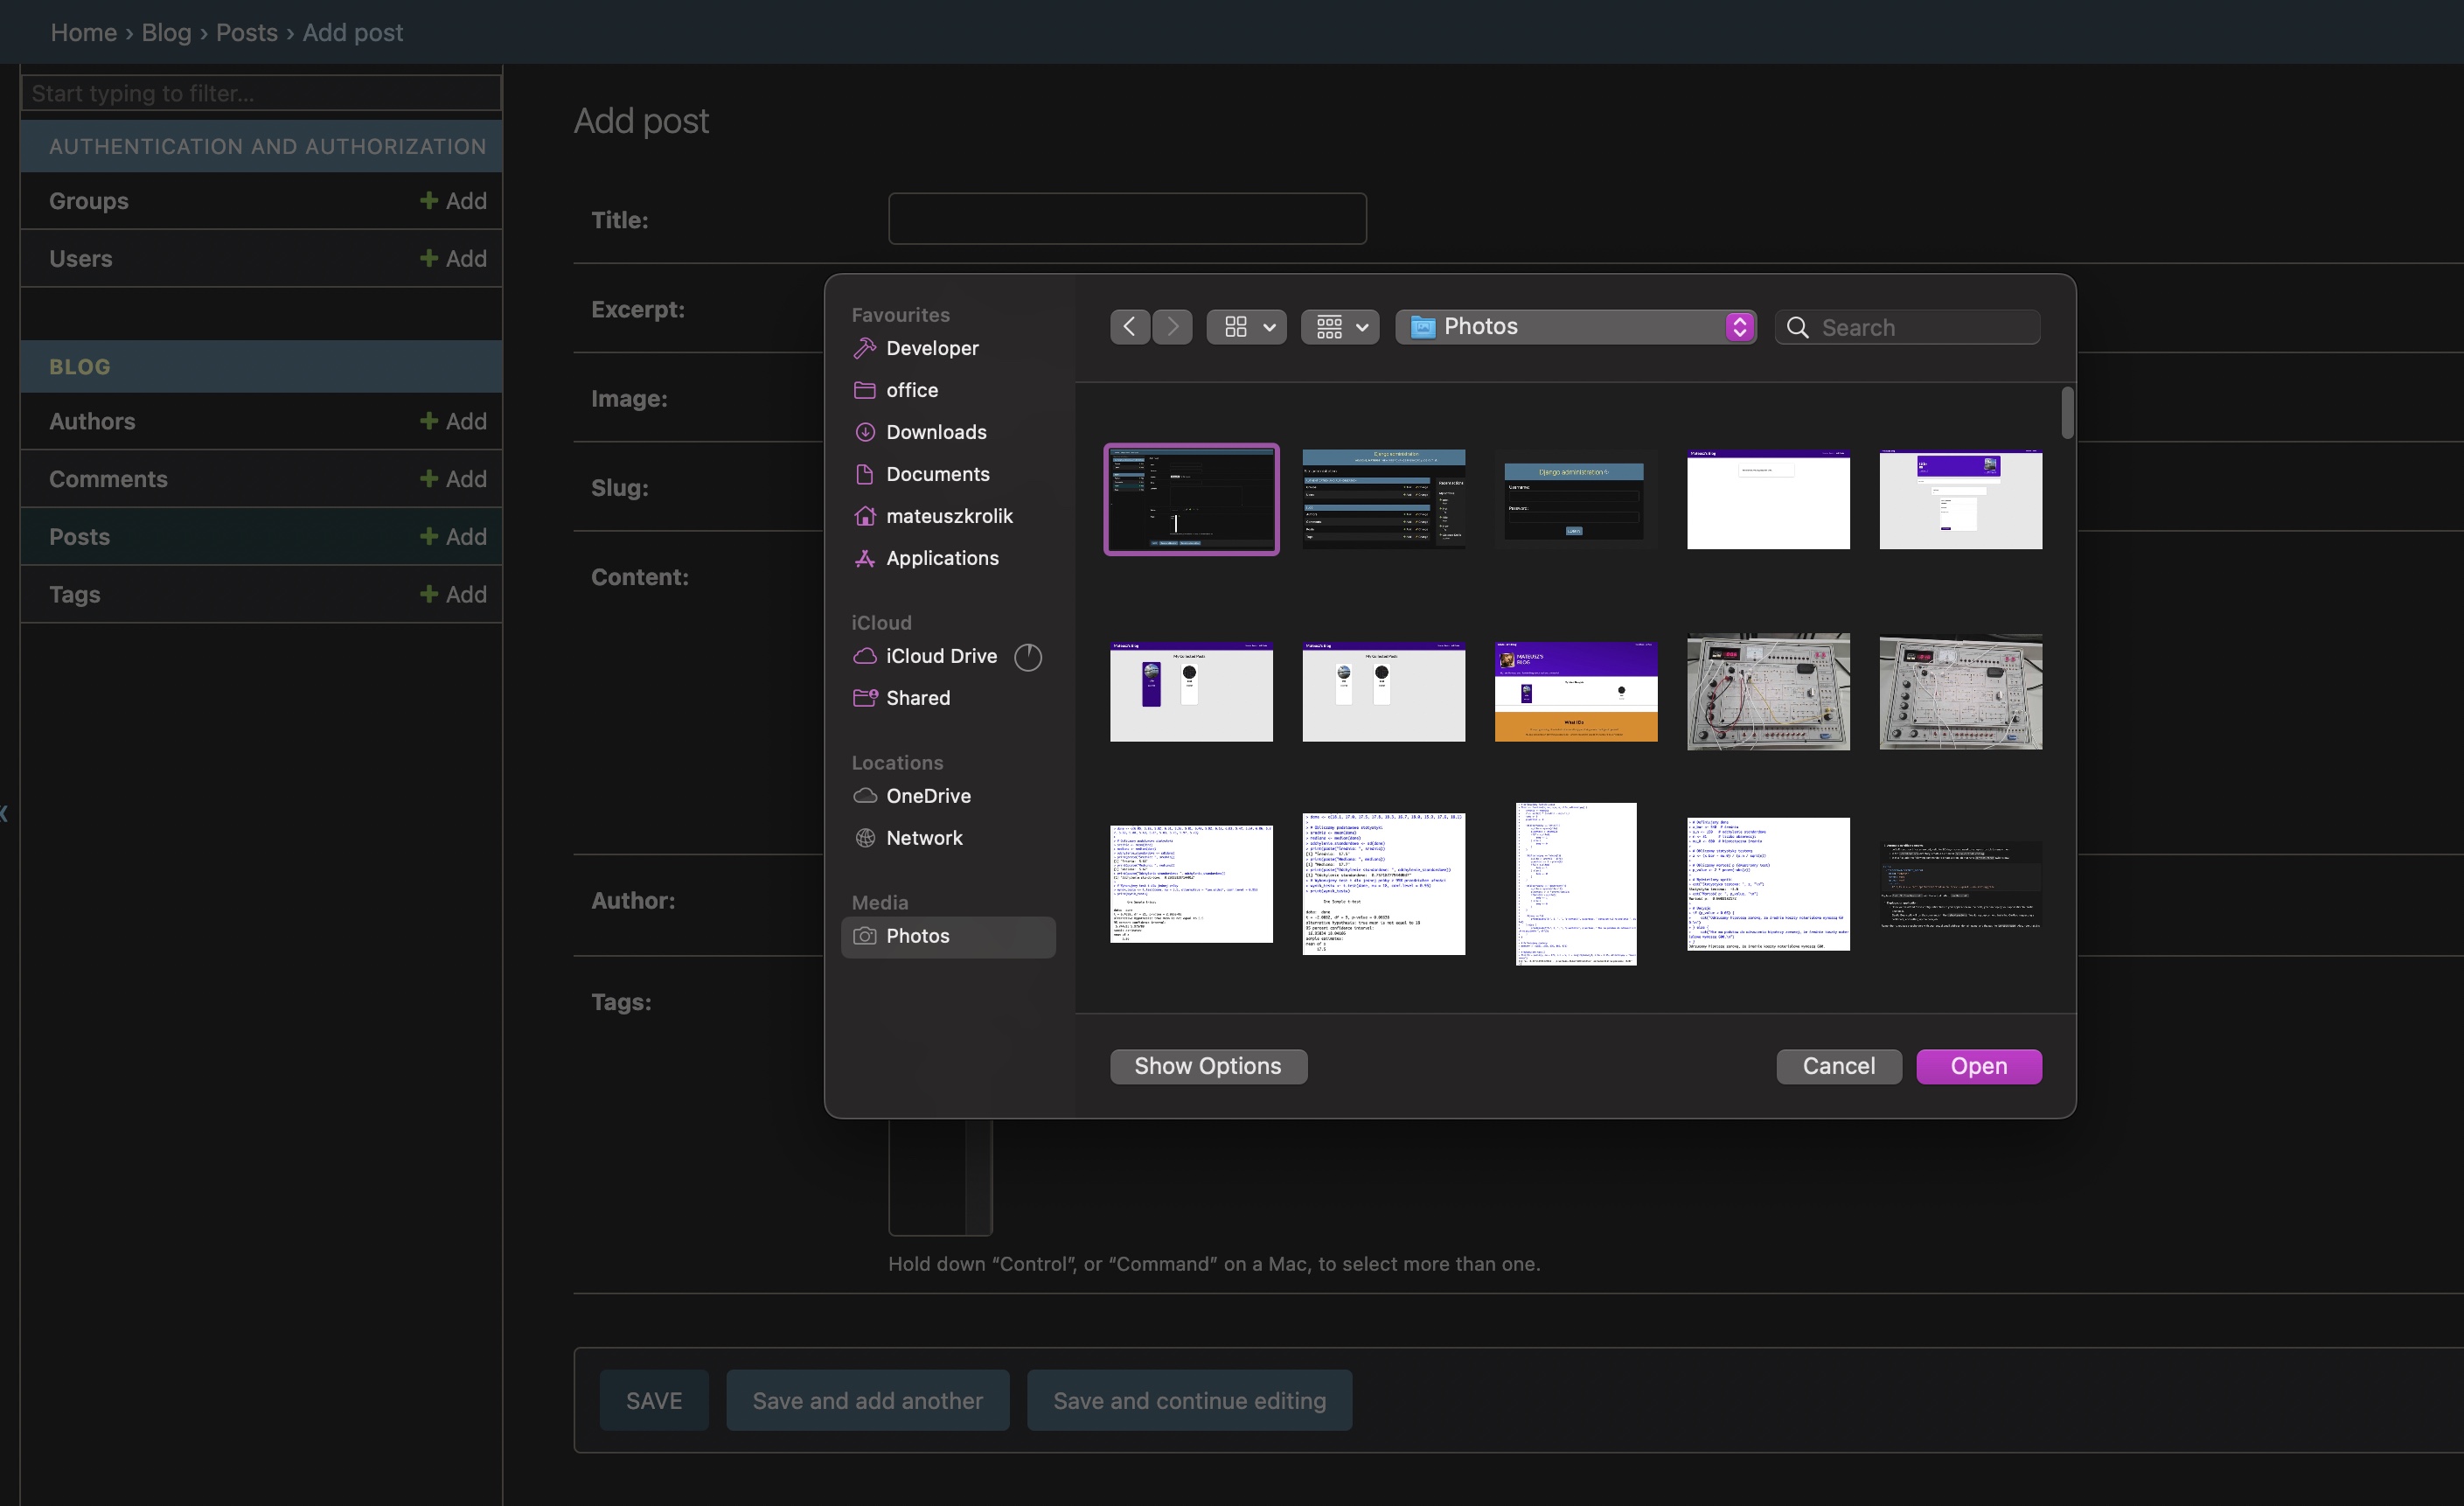 Home › Blog › Posts › Add post
Start typing to filter...
AUTHENTICATION AND AUTHORIZATION
Groups + Add
Users + Add
BLOG
Authors + Add
Comments + Add
Posts + Add
Tags + Add
Add post
Title:
Excerpt:
Image:
Slug:
Content:
Author:
Tags:
Favourites
Developer
office
Downloads
Documents
mateuszkrolik
Applications
iCloud
iCloud Drive
Shared
Locations
OneDrive
Network
Media
Photos
Photos
Search
Django administration
MATEUSZ'S
BLOG
Show Options
Cancel
Open
Hold down “Control”, or “Command” on a Mac, to select more than one.
SAVE
Save and add another
Save and continue editing